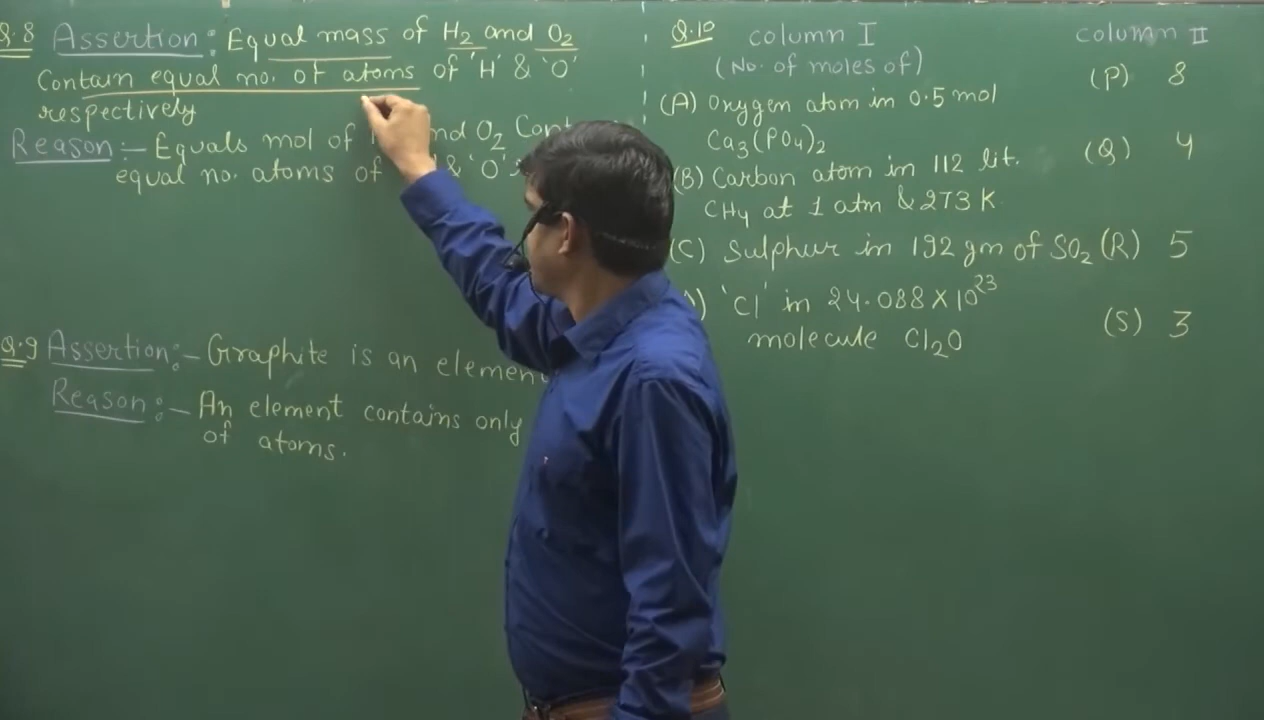 Q.8 Assertion: Equal mass of H2 and O2
Contain equal no. of atoms of 'H' & 'O'
respectively
Reason:- Equals mol of nd O2 Cont
equal no. atoms of & 'O'
Q.9 Assertion:- Graphite is an element
Reason:- An element contains only
of atoms.
Q.10 column I column II
(No. of moles of)
(P) 8
(A) Oxygen atom in 0.5 mol
Ca3(PO4)2
(Q) 4
(B) Carbon atom in 112 lit.
CH4 at 1 atm & 273 K
(C) Sulphur in 192 gm of SO2 (R) 5
) 'Cl' in 24.088 × 10^23
molecule Cl2O
(S) 3